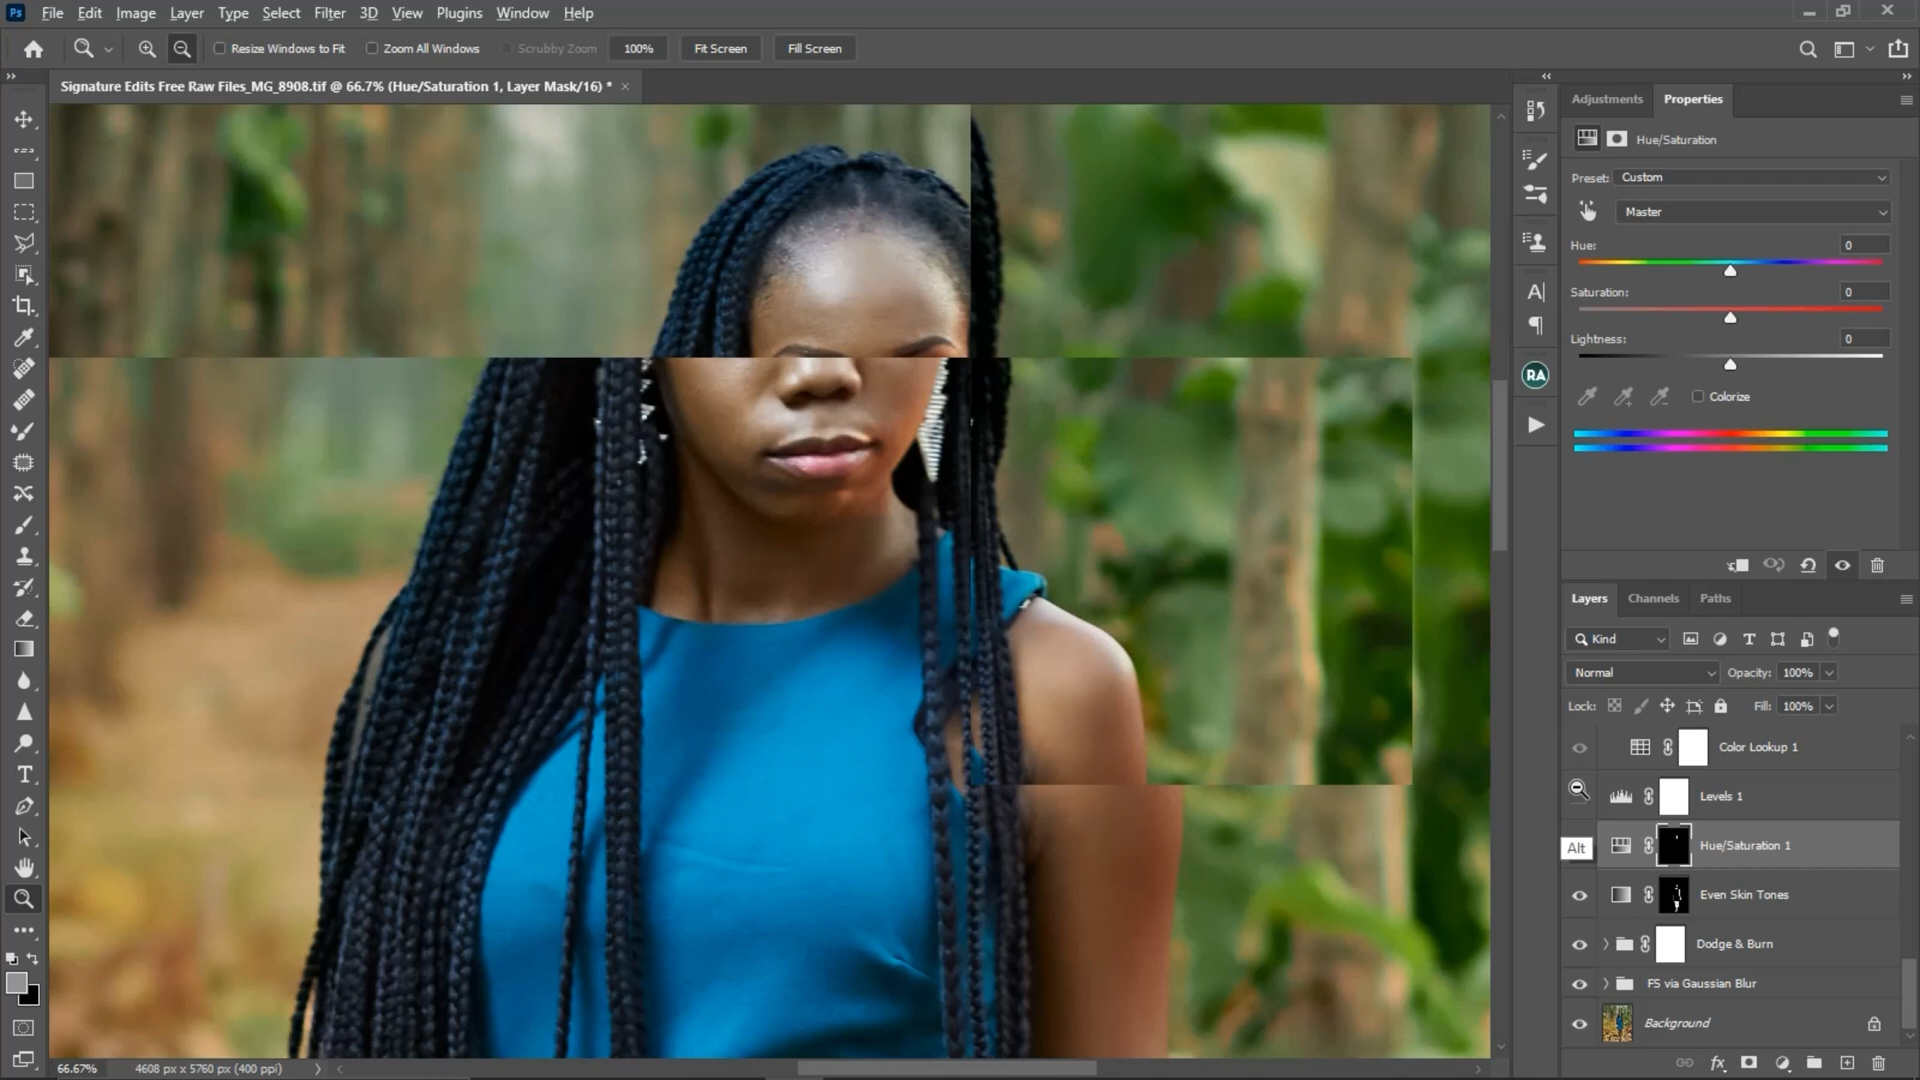 Ps File Edit Image Layer Type Select Filter 3D View Plugins Window Help
Resize Windows to Fit Zoom All Windows Scrubby Zoom 100% Fit Screen Fill Screen
Signature Edits Free Raw Files_MG_8908.tif @ 66.7% (Hue/Saturation 1, Layer Mask/16) *
Adjustments Properties
Hue/Saturation
Preset: Custom
Master
Hue: 0
Saturation: 0
Lightness: 0
RA
Colorize
Layers Channels Paths
Kind
Normal Opacity: 100%
Lock: Fill: 100%
Color Lookup 1
Levels 1
Alt Hue/Saturation 1
Even Skin Tones
Dodge & Burn
FS via Gaussian Blur
Background
66.67% 4608 px x 5760 px (400 ppi)